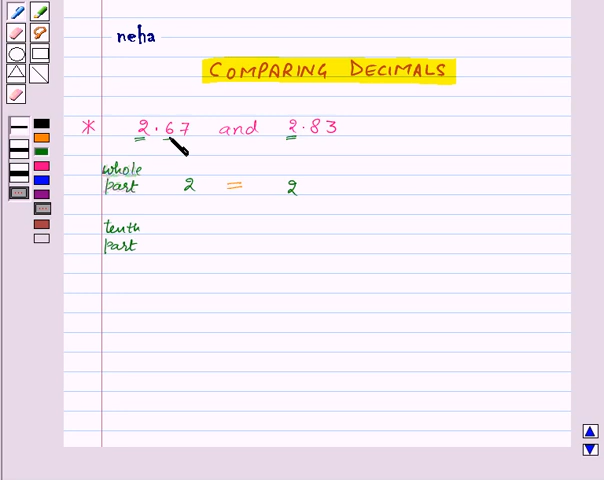 neha
COMPARING DECIMALS
* 2.67 and 2.83
whole
part 2 = 2
tenth
part